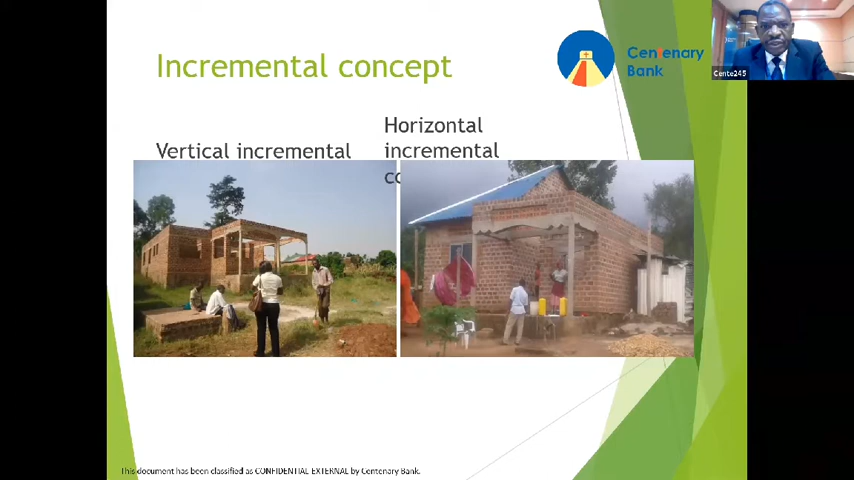 Incremental concept
Centenary
Bank
Cente245
Horizontal
incremental
Vertical incremental
This document has been classified as CONFIDENTIAL EXTERNAL by Centenary Bank.